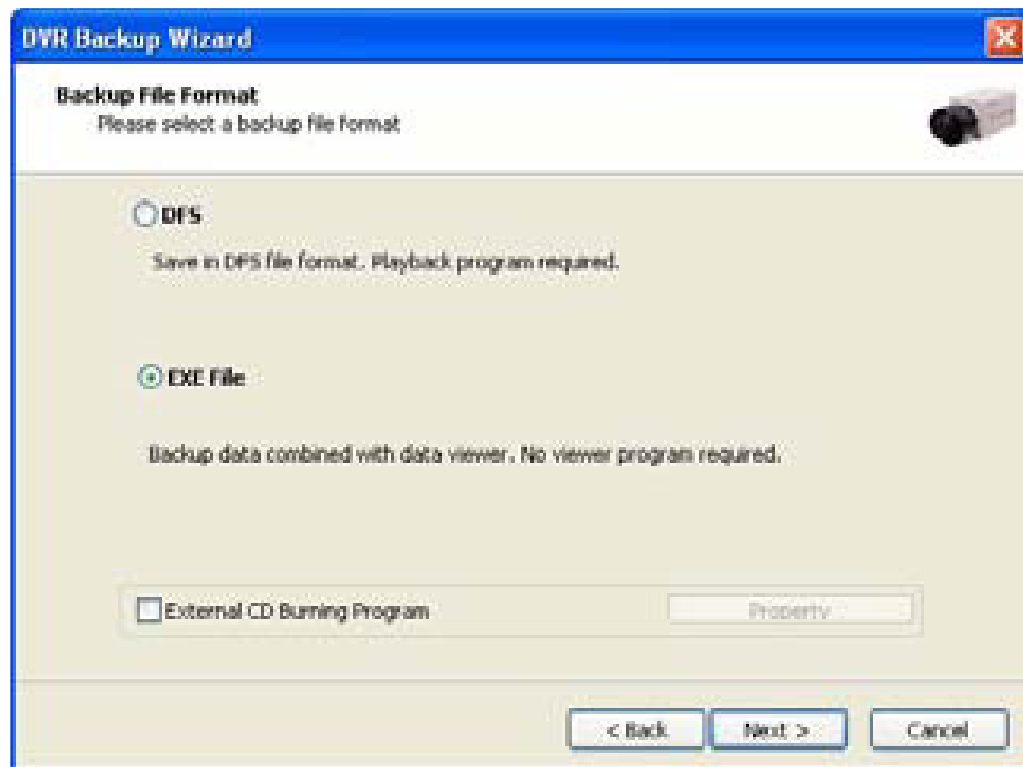 DVR Backup Wizard
Backup File Format
Please select a backup file format
DFS
Save in DFS file format. Playback program required.
EXE File
Backup data combined with data viewer. No viewer program required.
External CD Burning Program
Property
< Back
Next >
Cancel